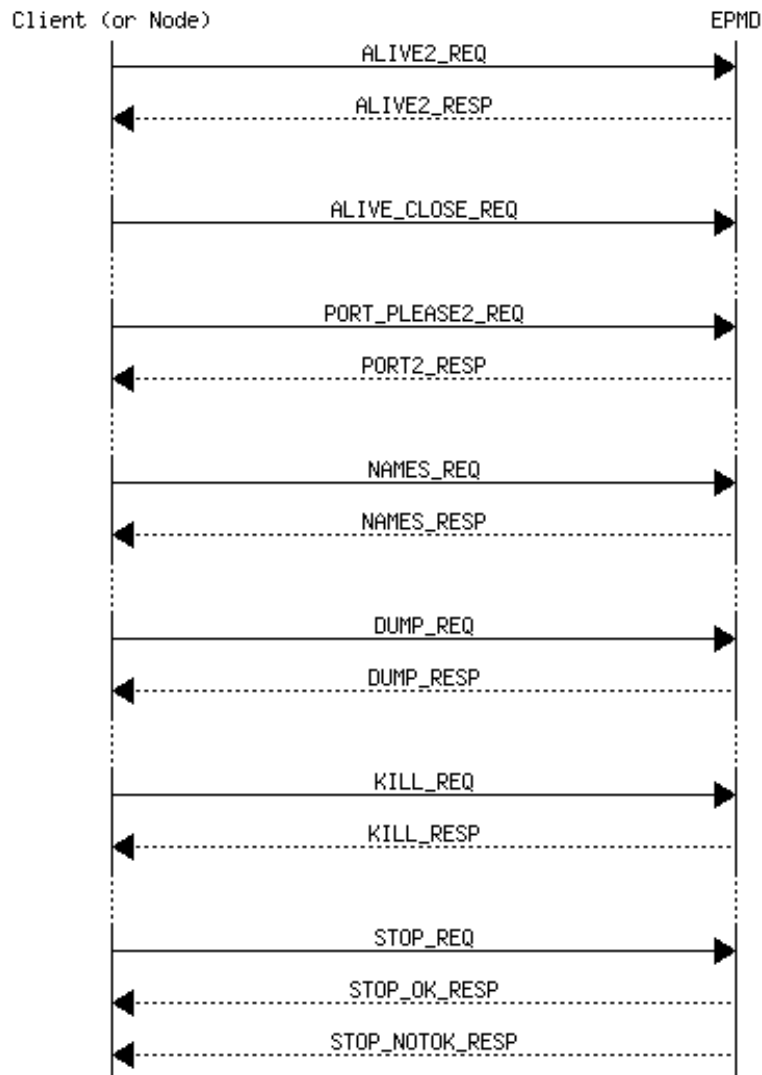 Client (or Node) EPMD
ALIVE2_REQ
ALIVE2_RESP
ALIVE_CLOSE_REQ
PORT_PLEASE2_REQ
PORT2_RESP
NAMES_REQ
NAMES_RESP
DUMP_REQ
DUMP_RESP
KILL_REQ
KILL_RESP
STOP_REQ
STOP_OK_RESP
STOP_NOTOK_RESP